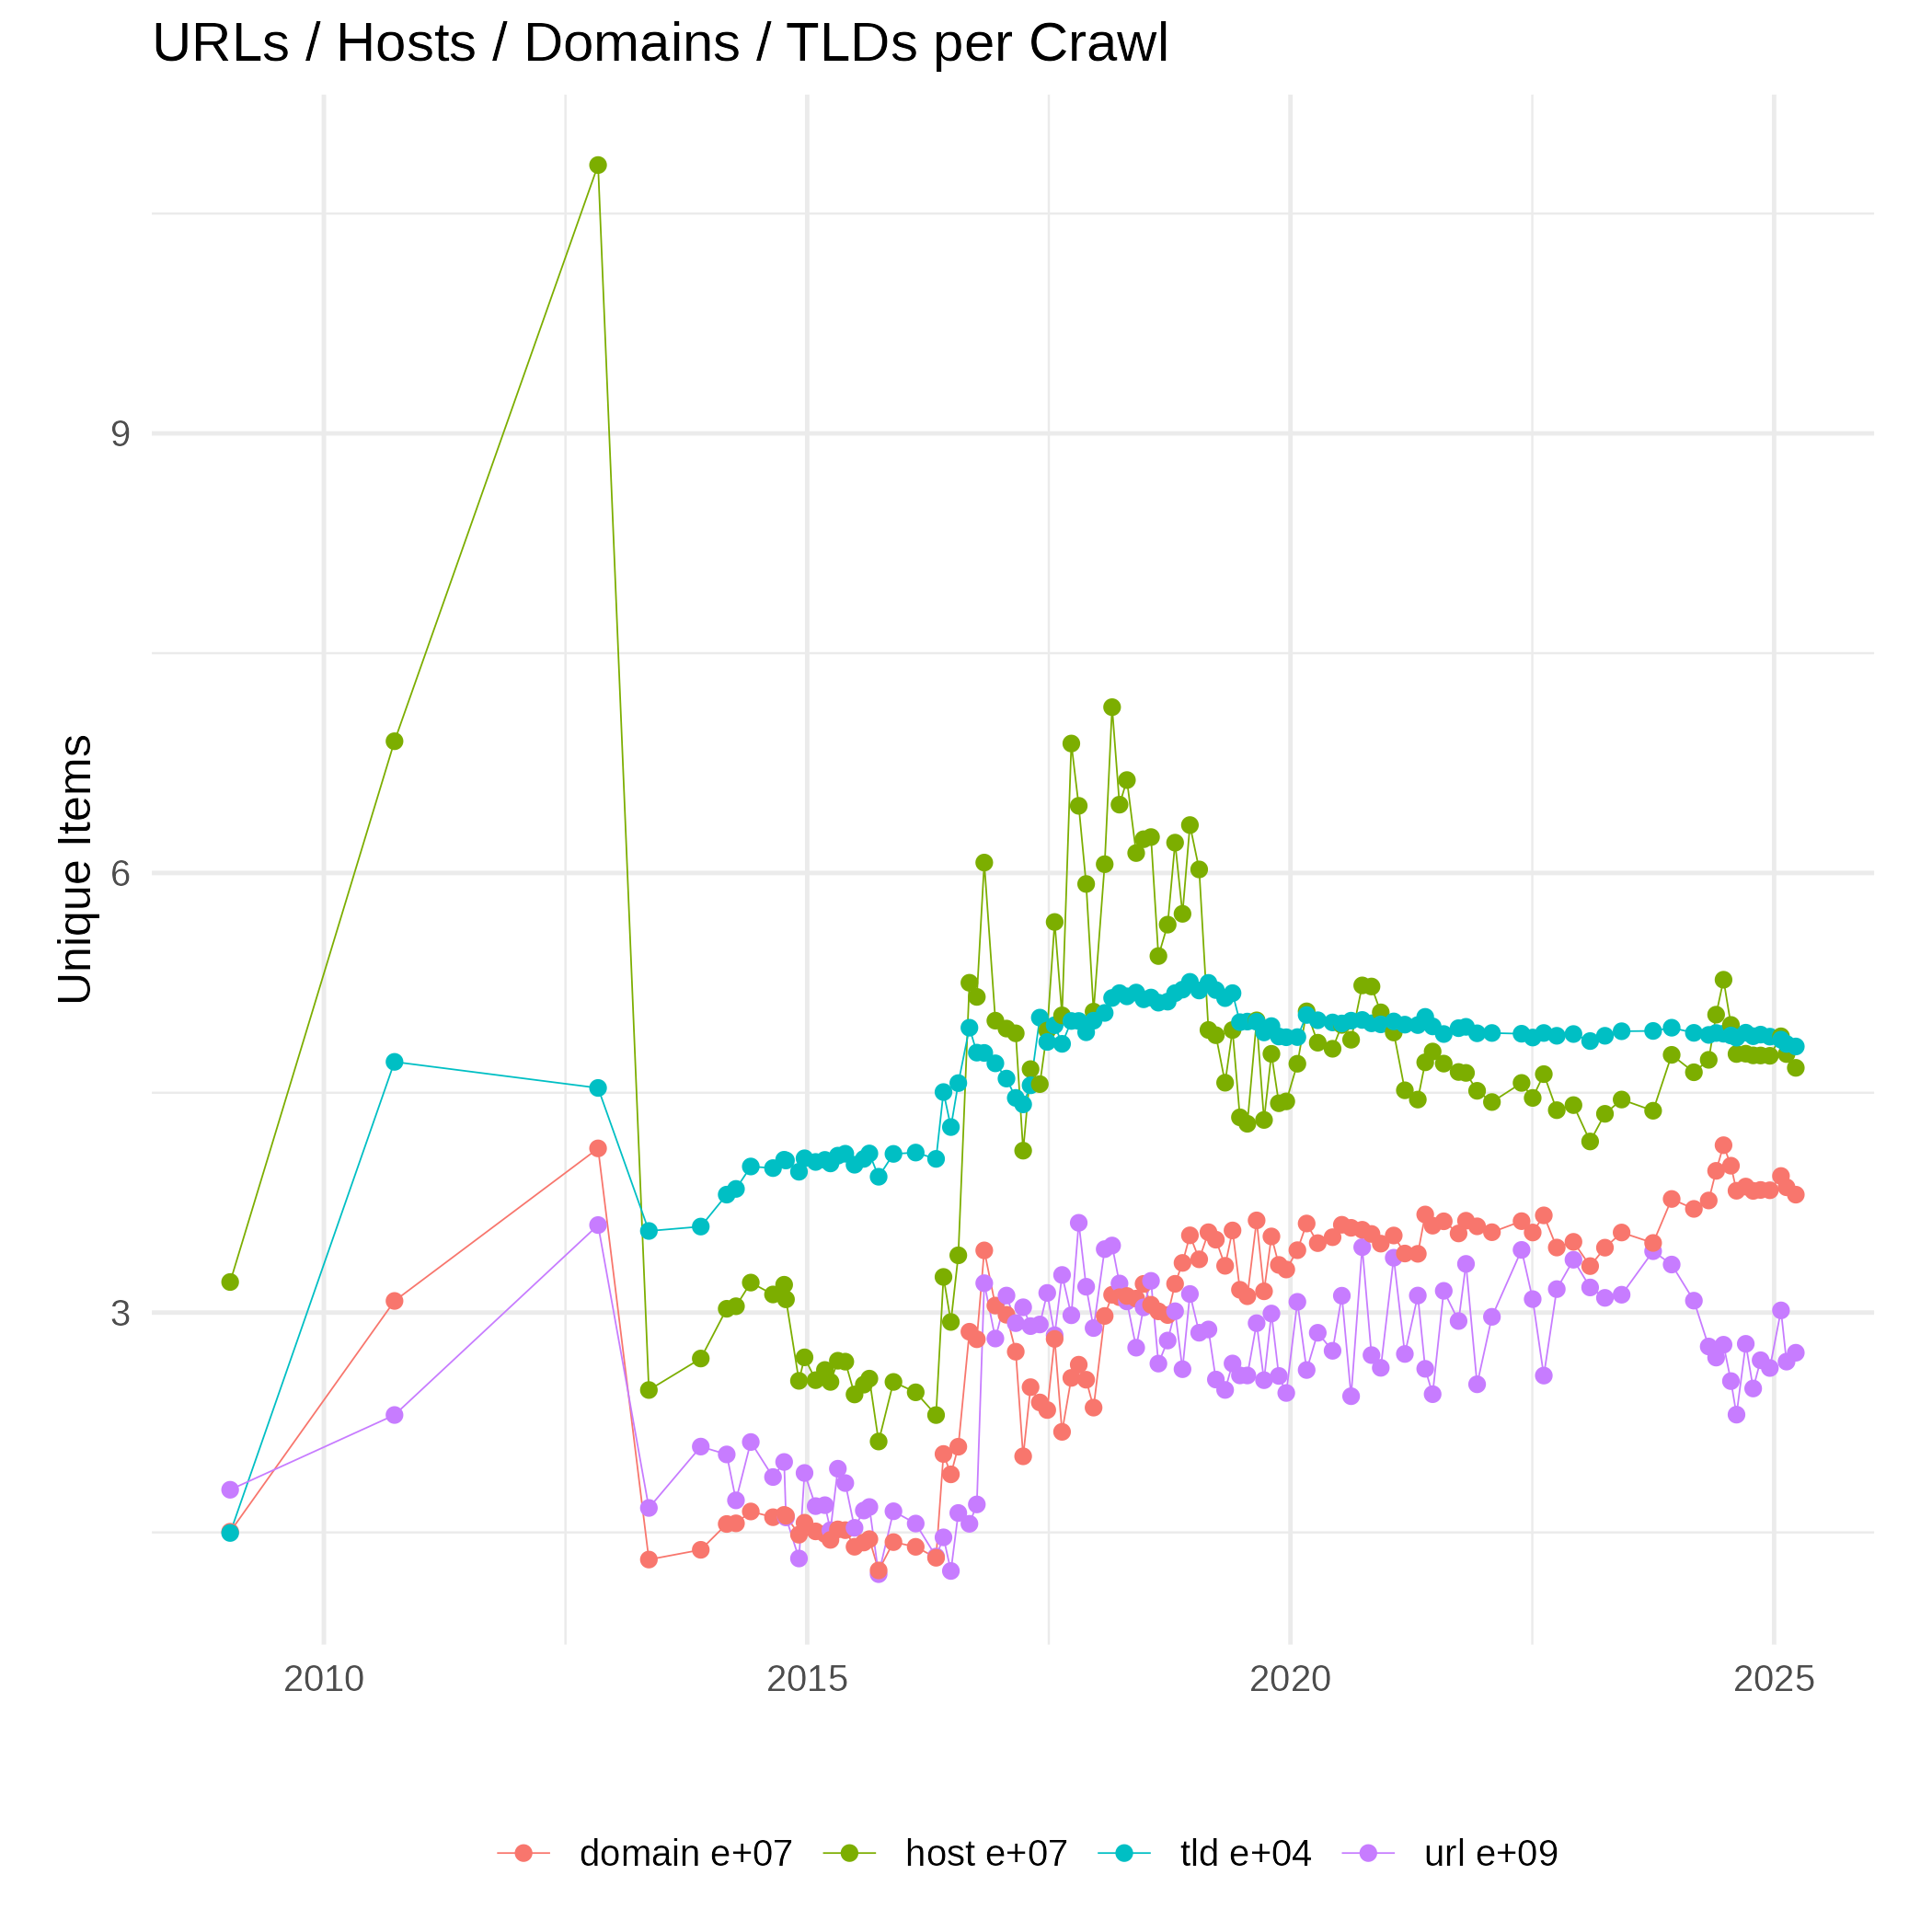 URLs / Hosts / Domains / TLDs per Crawl
Unique Items
9
6
3
2010 2015 2020 2025
domain e+07 host e+07 tld e+04 url e+09